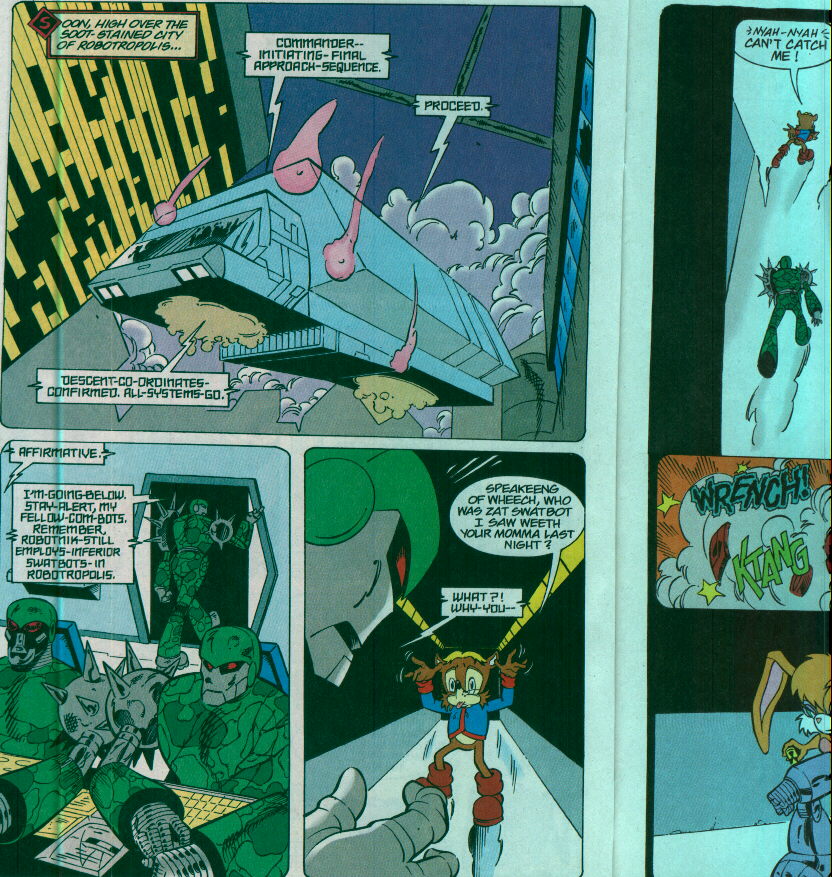 SOON, HIGH OVER THE
SOOT-STAINED CITY
OF ROBOTROPOLIS...
COMMANDER--
INITIATING-FINAL
APPROACH-SEQUENCE.
PROCEED.
DESCENT-CO-ORDINATES-
CONFIRMED. ALL-SYSTEMS-GO.
AFFIRMATIVE.
I'M-GOING-BELOW.
STAY-ALERT, MY
FELLOW-COM-BOTS.
REMEMBER,
ROBOTNIK-STILL
EMPLOYS-INFERIOR
SWATBOTS-IN
ROBOTROPOLIS.
SPEAKEENG
OF WHEECH, WHO
WAS ZAT SWATBOT
I SAW WEETH
YOUR MOMMA LAST
NIGHT?
WHAT?!
WHY-YOU--
NYAH-NYAH
CAN'T CATCH
ME!
WRENCH!
KTANG